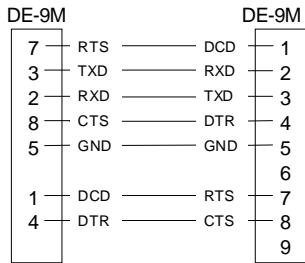 DE-9M DE-9M
7 RTS DCD 1
3 TXD RXD 2
2 RXD TXD 3
8 CTS DTR 4
5 GND GND 5
6
1 DCD RTS 7
4 DTR CTS 8
9